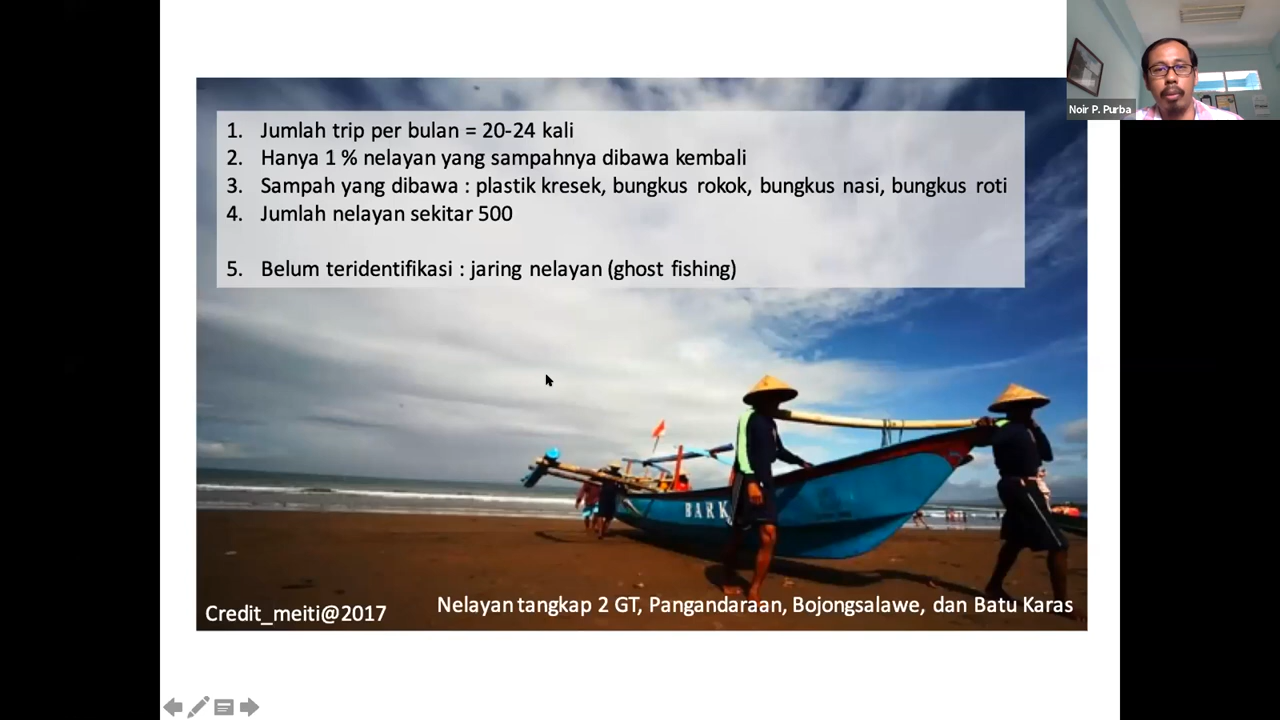 1. Jumlah trip per bulan = 20-24 kali
2. Hanya 1 % nelayan yang sampahnya dibawa kembali
3. Sampah yang dibawa : plastik kresek, bungkus rokok, bungkus nasi, bungkus roti
4. Jumlah nelayan sekitar 500
5. Belum teridentifikasi : jaring nelayan (ghost fishing)
Noir P. Purba
BARK
Credit_meiti@2017
Nelayan tangkap 2 GT, Pangandaraan, Bojongsalawe, dan Batu Karas